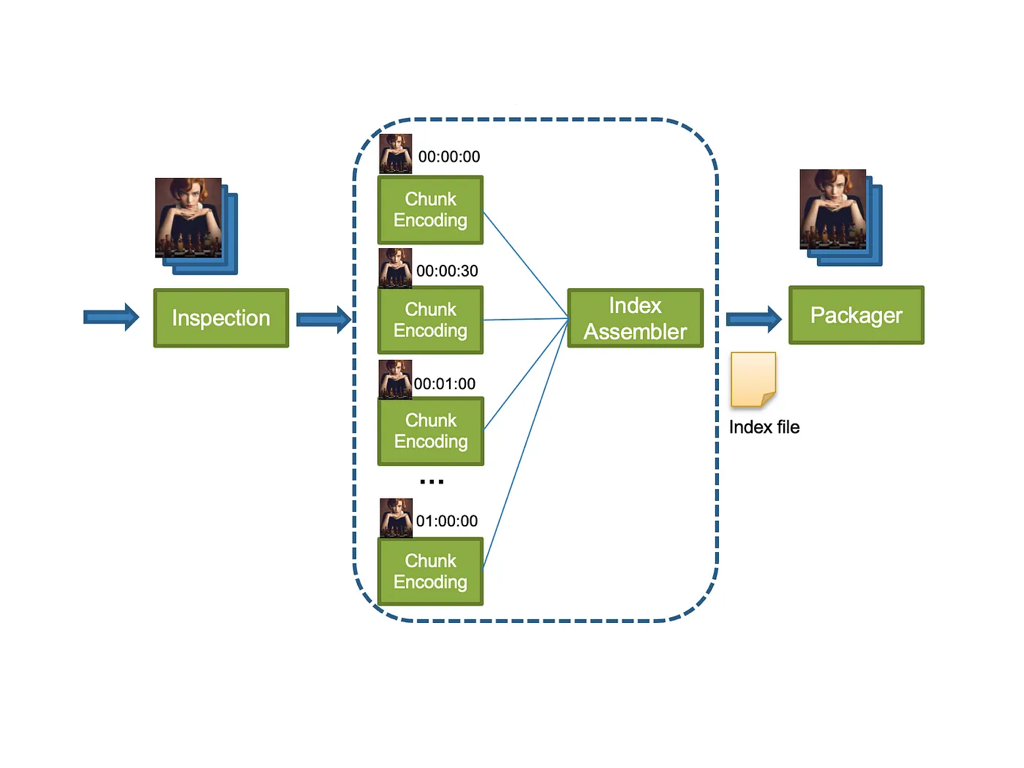 Inspection
00:00:00
Chunk
Encoding
00:00:30
Chunk
Encoding
00:01:00
Chunk
Encoding
...
01:00:00
Chunk
Encoding
Index
Assembler
Index file
Packager